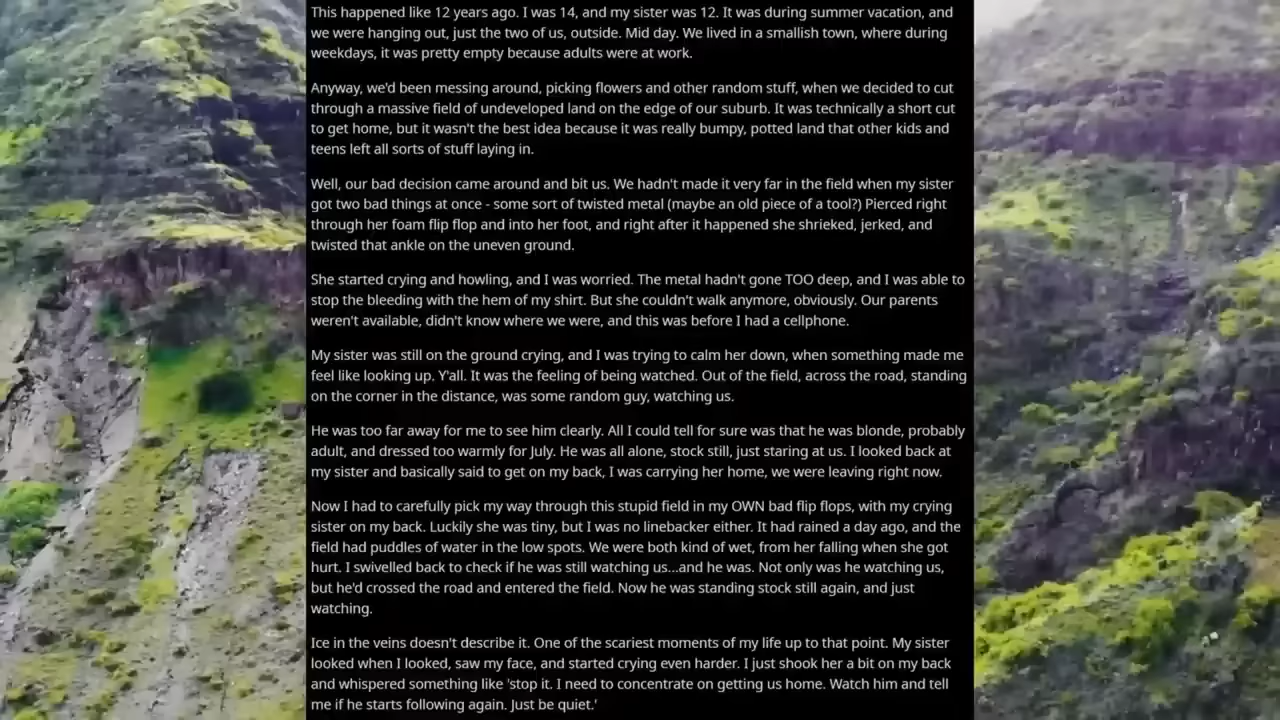 This happened like 12 years ago. I was 14, and my sister was 12. It was during summer vacation, and
we were hanging out, just the two of us, outside. Mid day. We lived in a smallish town, where during
weekdays, it was pretty empty because adults were at work.
Anyway, we'd been messing around, picking flowers and other random stuff, when we decided to cut
through a massive field of undeveloped land on the edge of our suburb. It was technically a short cut
to get home, but it wasn't the best idea because it was really bumpy, potted land that other kids and
teens left all sorts of stuff laying in.
Well, our bad decision came around and bit us. We hadn't made it very far in the field when my sister
got two bad things at once - some sort of twisted metal (maybe an old piece of a tool?) Pierced right
through her foam flip flop and into her foot, and right after it happened she shrieked, jerked, and
twisted that ankle on the uneven ground.
She started crying and howling, and I was worried. The metal hadn't gone TOO deep, and I was able to
stop the bleeding with the hem of my shirt. But she couldn't walk anymore, obviously. Our parents
weren't available, didn't know where we were, and this was before I had a cellphone.
My sister was still on the ground crying, and I was trying to calm her down, when something made me
feel like looking up. Y'all. It was the feeling of being watched. Out of the field, across the road, standing
on the corner in the distance, was some random guy, watching us.
He was too far away for me to see him clearly. All I could tell for sure was that he was blonde, probably
adult, and dressed too warmly for July. He was all alone, stock still, just staring at us. I looked back at
my sister and basically said to get on my back, I was carrying her home, we were leaving right now.
Now I had to carefully pick my way through this stupid field in my OWN bad flip flops, with my crying
sister on my back. Luckily she was tiny, but I was no linebacker either. It had rained a day ago, and the
field had puddles of water in the low spots. We were both kind of wet, from her falling when she got
hurt. I swivelled back to check if he was still watching us...and he was. Not only was he watching us,
but he'd crossed the road and entered the field. Now he was standing stock still again, and just
watching.
Ice in the veins doesn't describe it. One of the scariest moments of my life up to that point. My sister
looked when I looked, saw my face, and started crying even harder. I just shook her a bit on my back
and whispered something like 'stop it. I need to concentrate on getting us home. Watch him and tell
me if he starts following again. Just be quiet.'